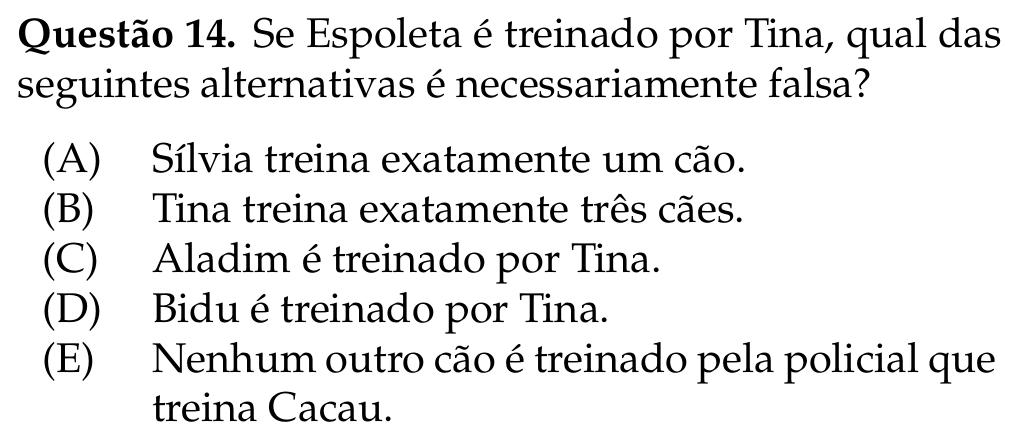 Questão 14. Se Espoleta é treinado por Tina, qual das
seguintes alternativas é necessariamente falsa?
(A) Sílvia treina exatamente um cão.
(B) Tina treina exatamente três cães.
(C) Aladim é treinado por Tina.
(D) Bidu é treinado por Tina.
(E) Nenhum outro cão é treinado pela policial que
treina Cacau.